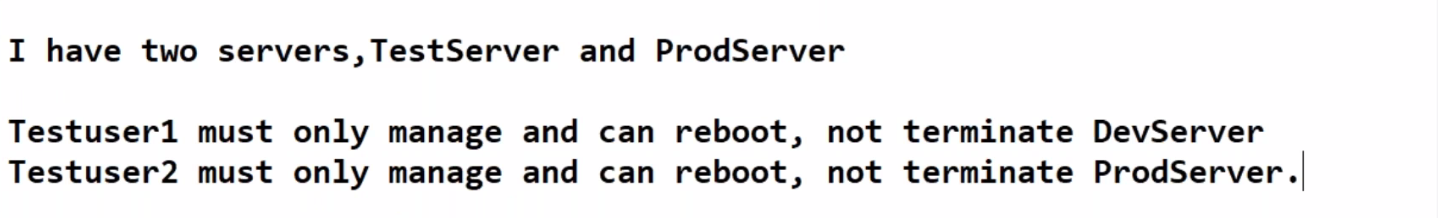 I have two servers,TestServer and ProdServer
Testuser1 must only manage and can reboot, not terminate DevServer
Testuser2 must only manage and can reboot, not terminate ProdServer.